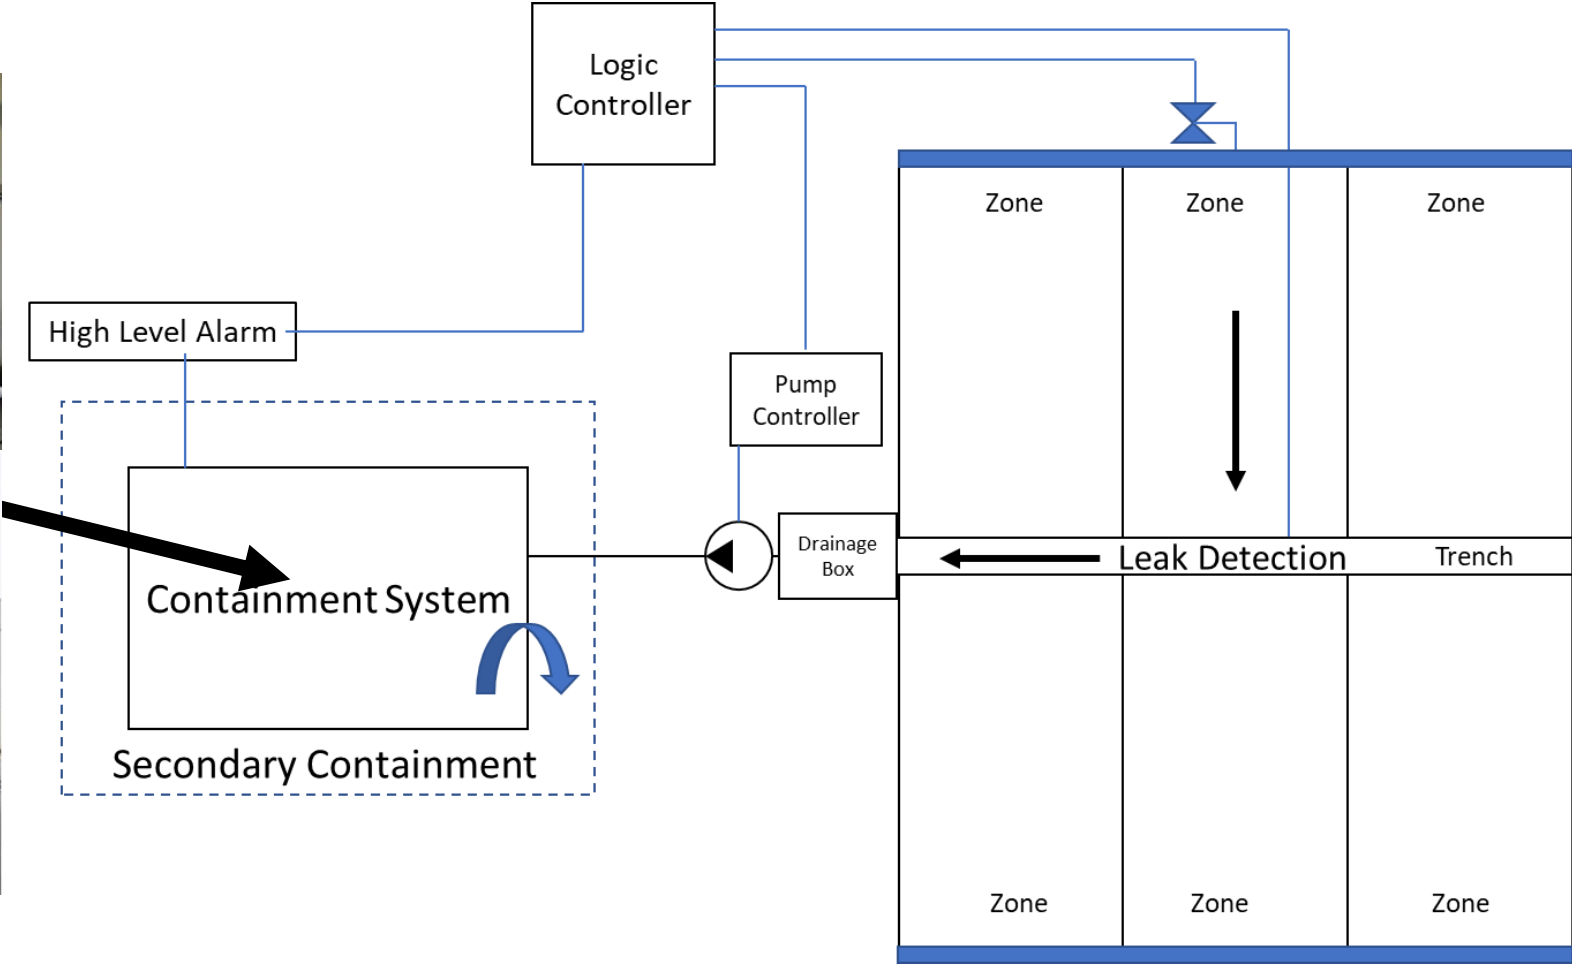 Logic
Controller
Zone
Zone
Zone
High Level Alarm
Pump
Controller
Drainage
Box
Leak Detection
Trench
Containment System
Secondary Containment
Zone
Zone
Zone